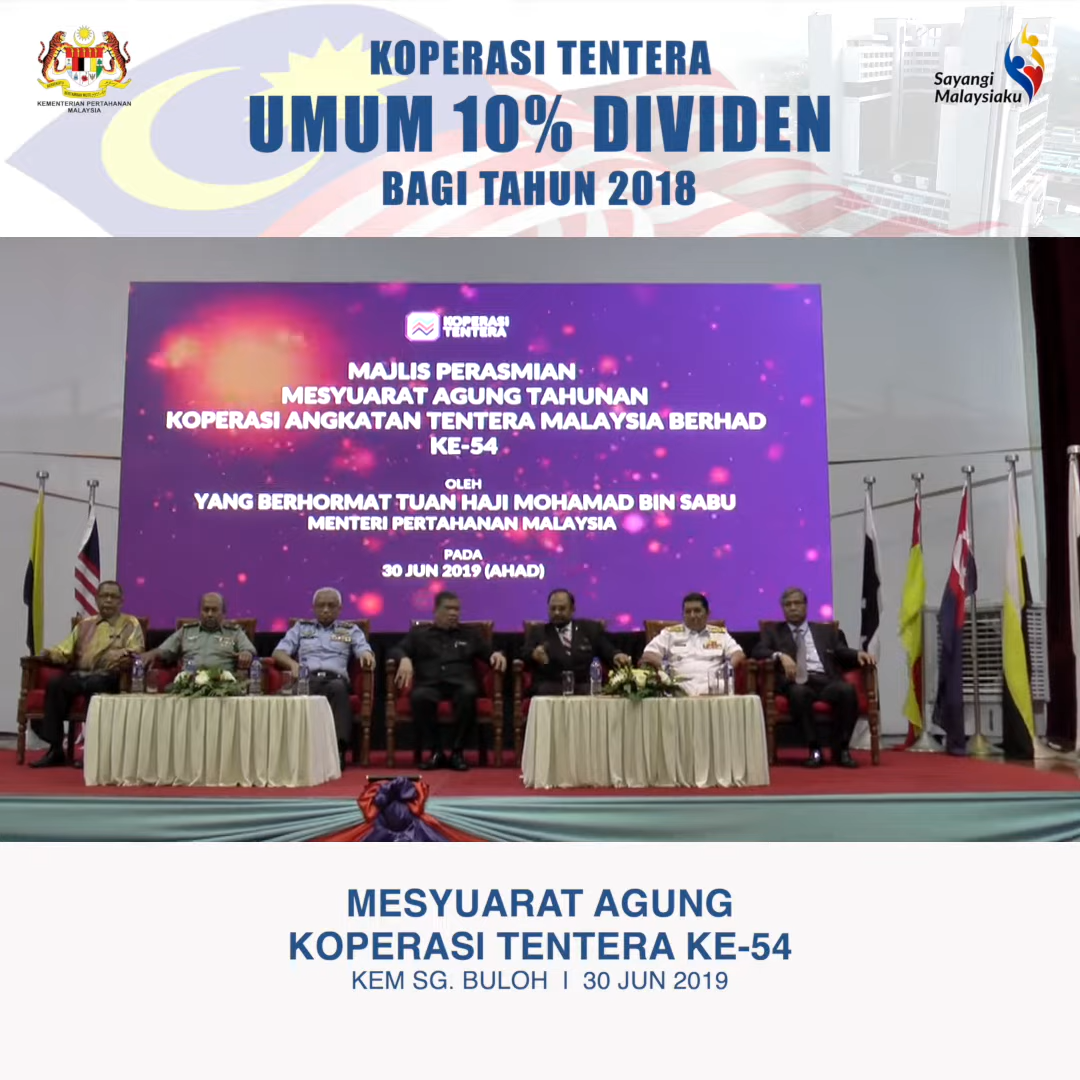 KEMENTERIAN PERTAHANAN
MALAYSIA
KOPERASI TENTERA
UMUM 10% DIVIDEN
BAGI TAHUN 2018
Sayangi
Malaysiaku
KOPERASI
TENTERA
MAJLIS PERASMIAN
MESYUARAT AGUNG TAHUNAN
KOPERASI ANGKATAN TENTERA MALAYSIA BERHAD
KE-54
OLEH
YANG BERHORMAT TUAN HAJI MOHAMAD BIN SABU
MENTERI PERTAHANAN MALAYSIA
PADA
30 JUN 2019 (AHAD)
MESYUARAT AGUNG
KOPERASI TENTERA KE-54
KEM SG. BULOH I 30 JUN 2019